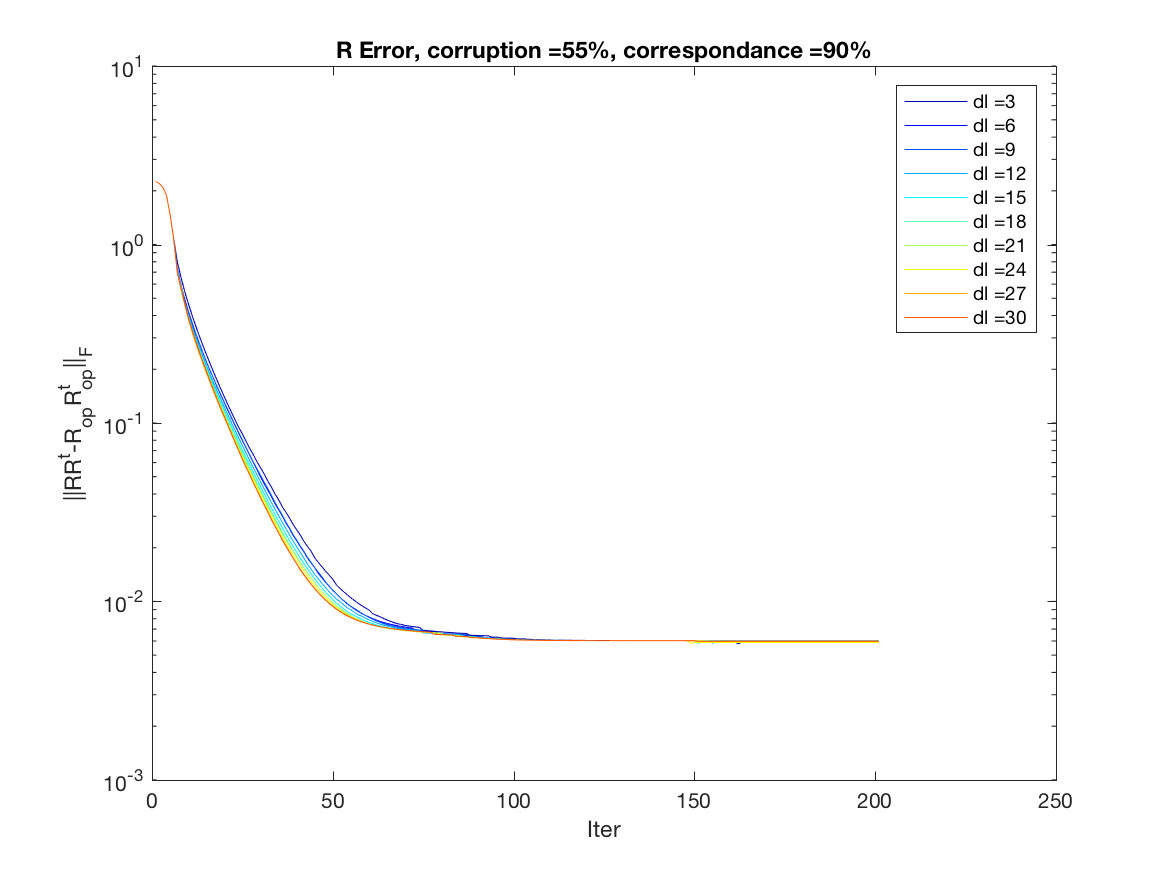 R Error, corruption =55%, correspondance =90%
10^1
10^0
10^-1
10^-2
10^-3
||RR^t-R_op R^t_op||_F
0 50 100 150 200 250
Iter
dl =3
dl =6
dl =9
dl =12
dl =15
dl =18
dl =21
dl =24
dl =27
dl =30